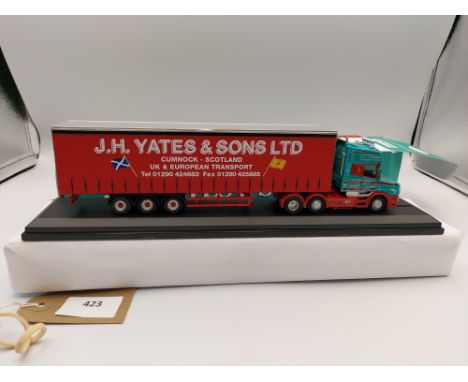 J.H. YATES & SONS LTD
CUMNOCK - SCOTLAND
UK & EUROPEAN TRANSPORT
Tel 01290 424683 Fax 01290 425885
423